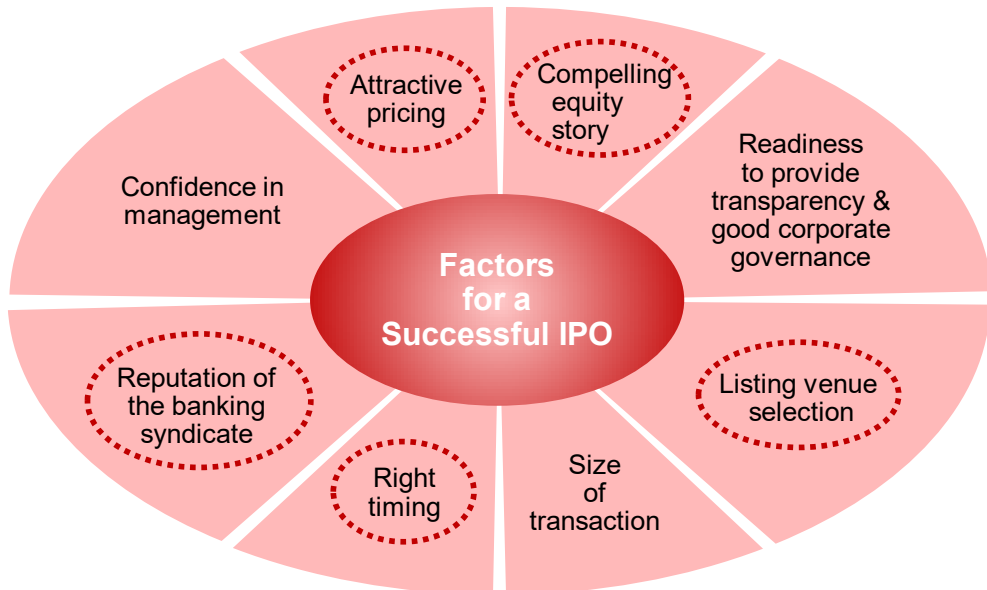 Attractive
pricing
Compelling
equity
story
Confidence in
management
Readiness
to provide
transparency &
good corporate
governance
Factors
for a
Successful IPO
Reputation of
the banking
syndicate
Listing venue
selection
Right
timing
Size
of
transaction